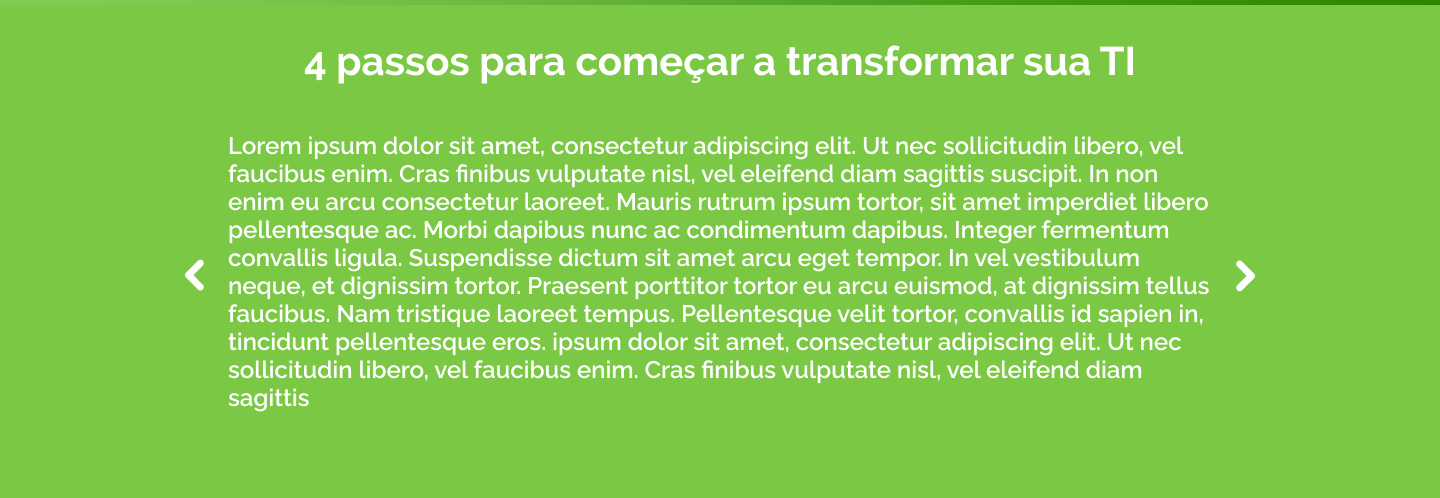 4 passos para começar a transformar sua TI
Lorem ipsum dolor sit amet, consectetur adipiscing elit. Ut nec sollicitudin libero, vel
faucibus enim. Cras finibus vulputate nisl, vel eleifend diam sagittis suscipit. In non
enim eu arcu consectetur laoreet. Mauris rutrum ipsum tortor, sit amet imperdiet libero
pellentesque ac. Morbi dapibus nunc ac condimentum dapibus. Integer fermentum
convallis ligula. Suspendisse dictum sit amet arcu eget tempor. In vel vestibulum
neque, et dignissim tortor. Praesent porttitor tortor eu arcu euismod, at dignissim tellus
faucibus. Nam tristique laoreet tempus. Pellentesque velit tortor, convallis id sapien in,
tincidunt pellentesque eros. ipsum dolor sit amet, consectetur adipiscing elit. Ut nec
sollicitudin libero, vel faucibus enim. Cras finibus vulputate nisl, vel eleifend diam
sagittis